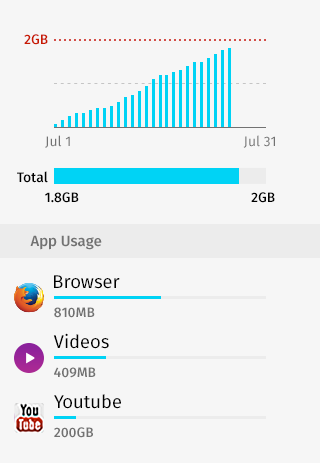 2GB
Jul 1 Jul 31
Total
1.8GB 2GB
App Usage
Browser
810MB
Videos
409MB
You
Tube
Youtube
200GB